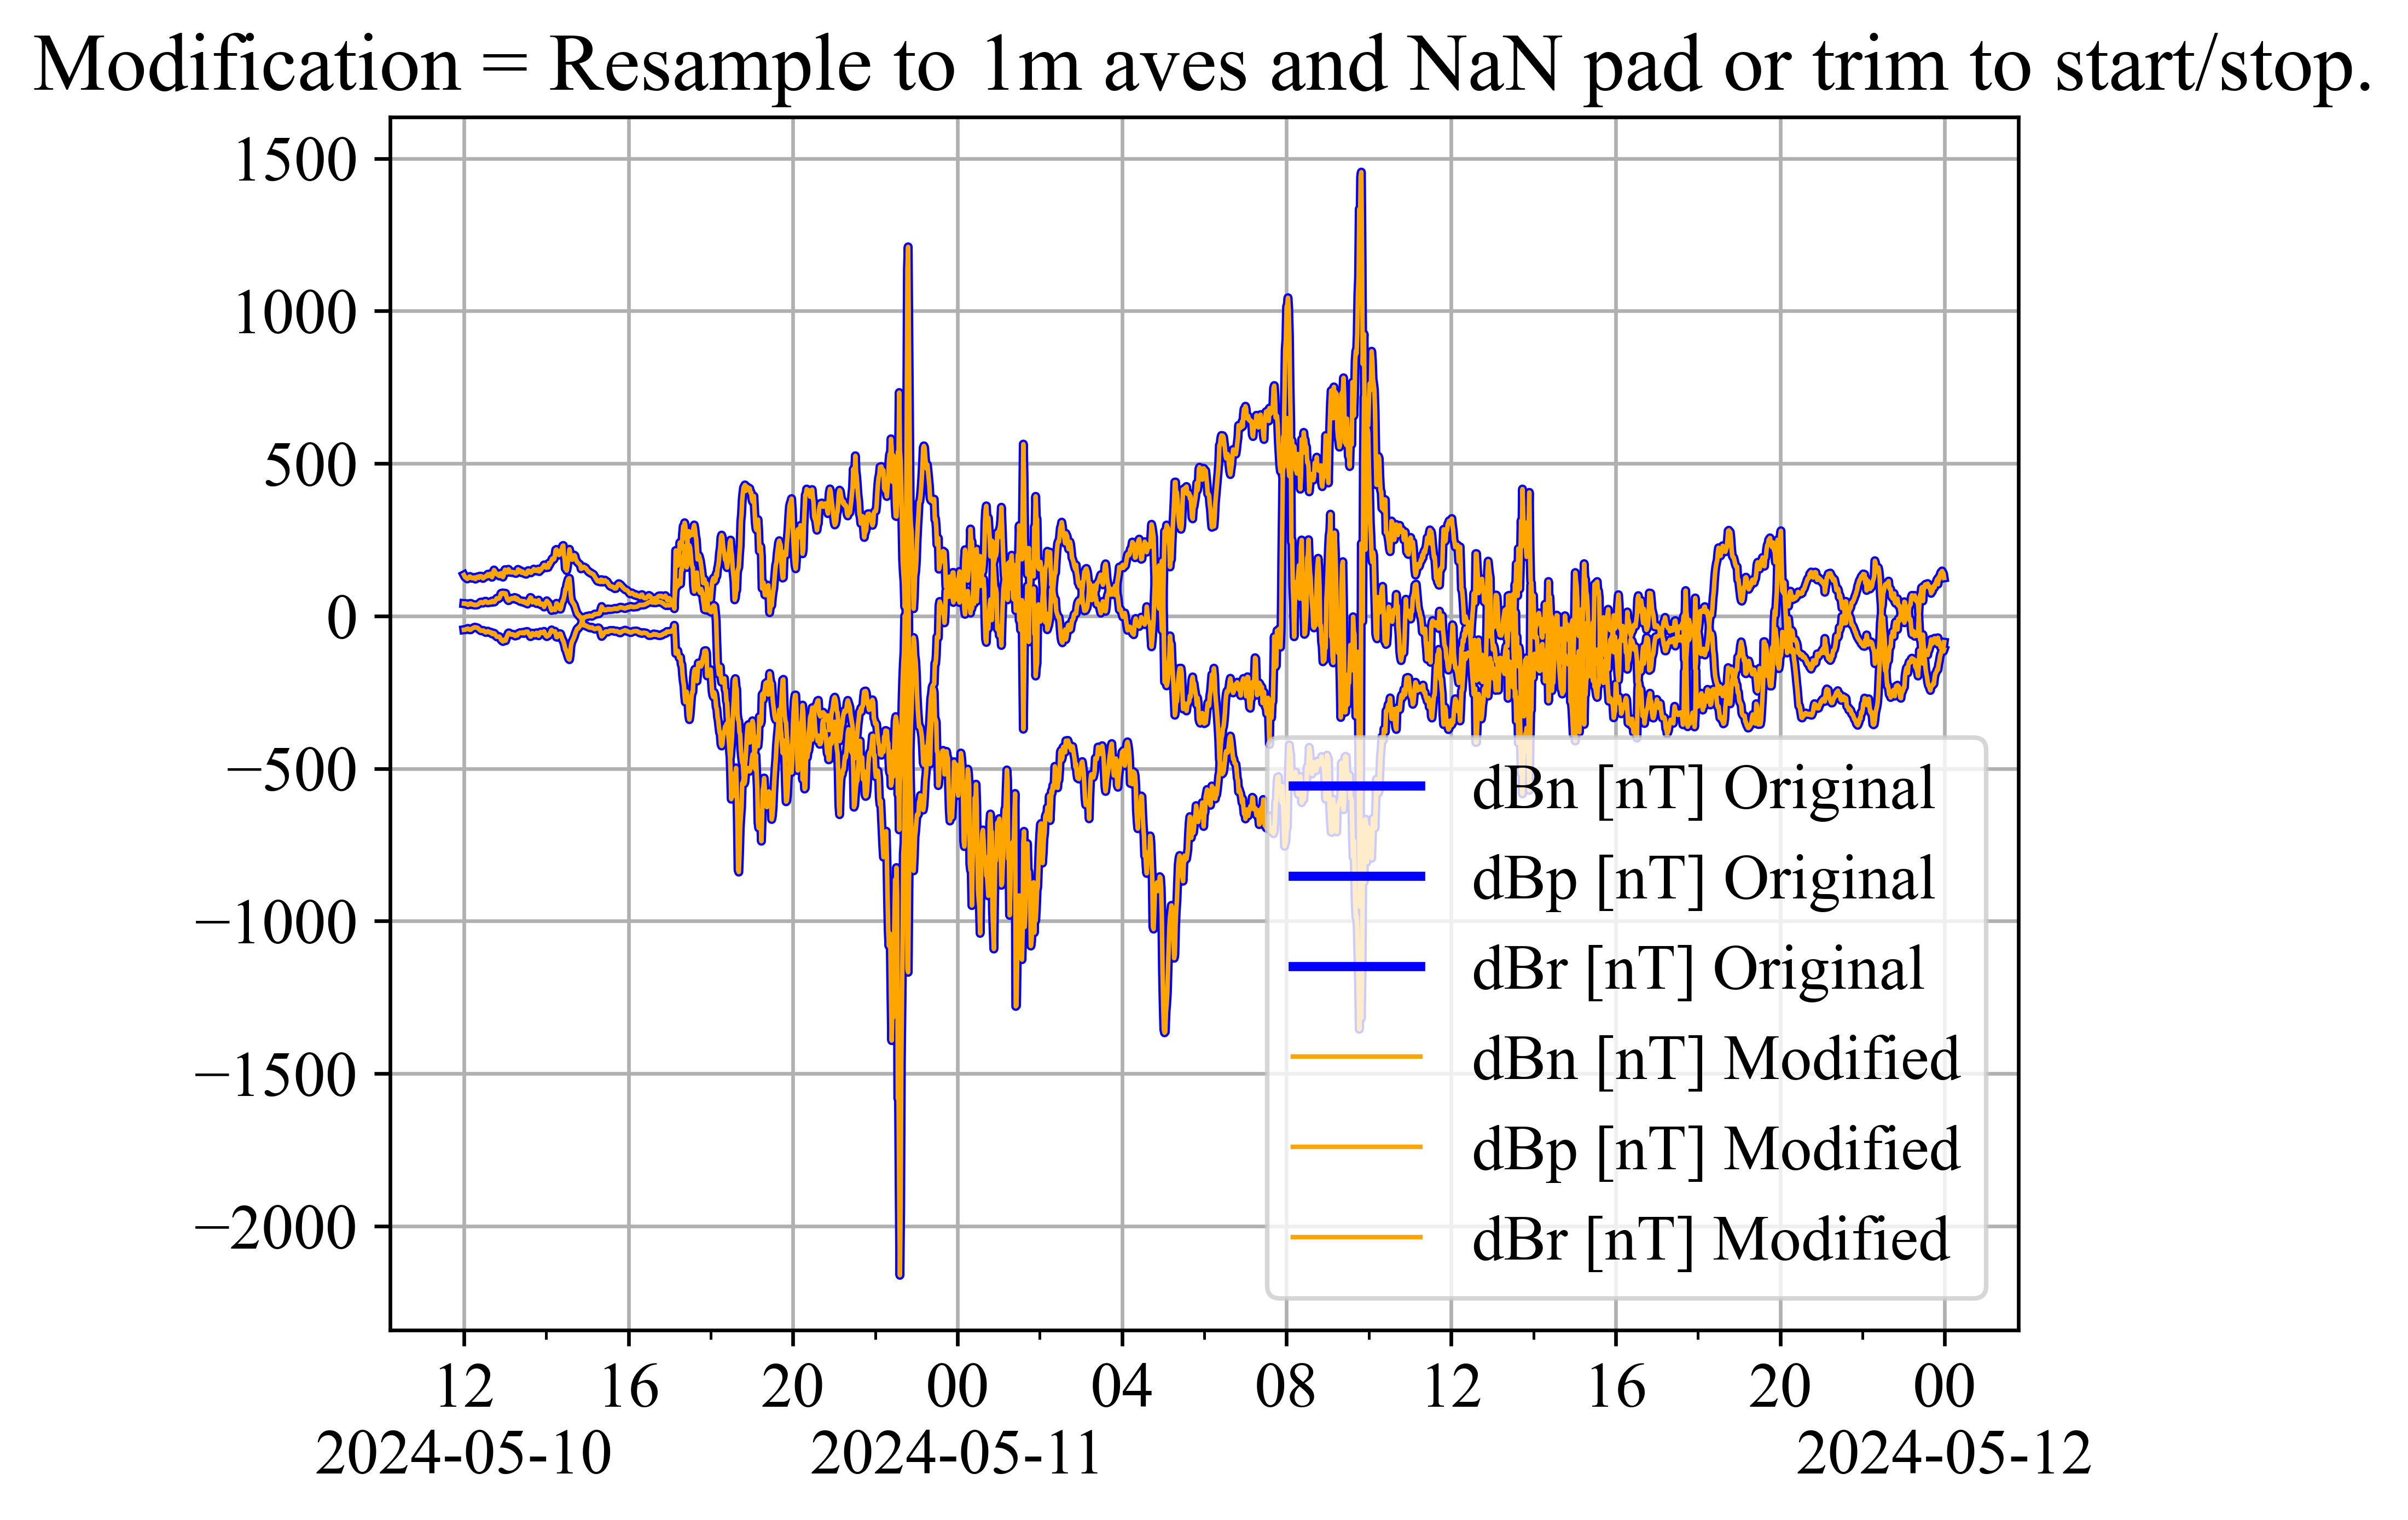 Modification = Resample to 1m aves and NaN pad or trim to start/stop.
1500
1000
500
0
−500
−1000
−1500
−2000
dBn [nT] Original
dBp [nT] Original
dBr [nT] Original
dBn [nT] Modified
dBp [nT] Modified
dBr [nT] Modified
12 16 20 00 04 08 12 16 20 00
2024-05-10 2024-05-11 2024-05-12